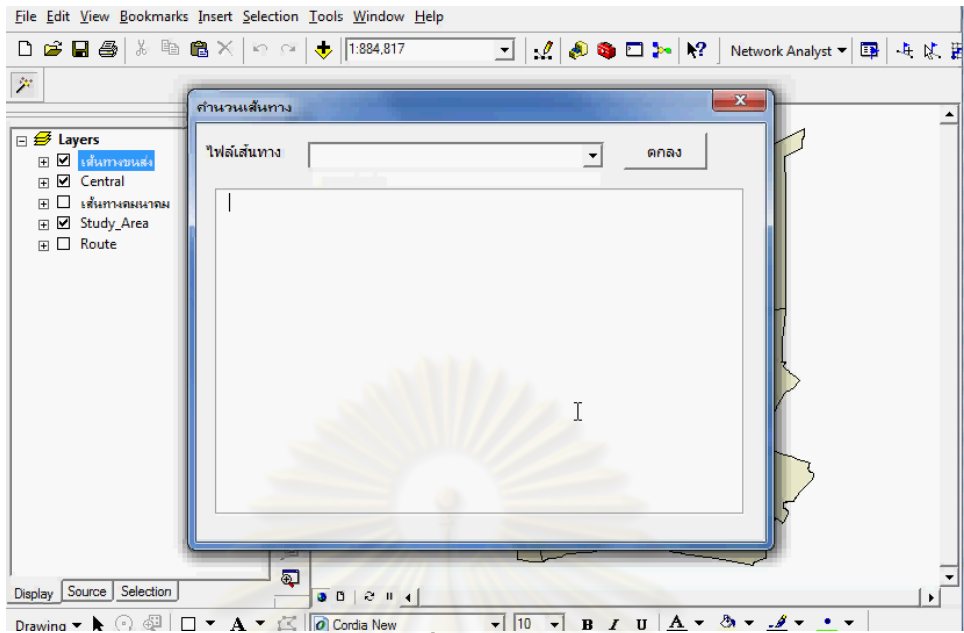 File Edit View Bookmarks Insert Selection Tools Window Help
1:884,817 Network Analyst
คำนวนเส้นทาง
ไฟล์เส้นทาง ตกลง
Layers
เส้นทางขนส่ง
Central
เส้นทางคมนาคม
Study_Area
Route
Display Source Selection
Drawing A Cordia New 10 B I U A